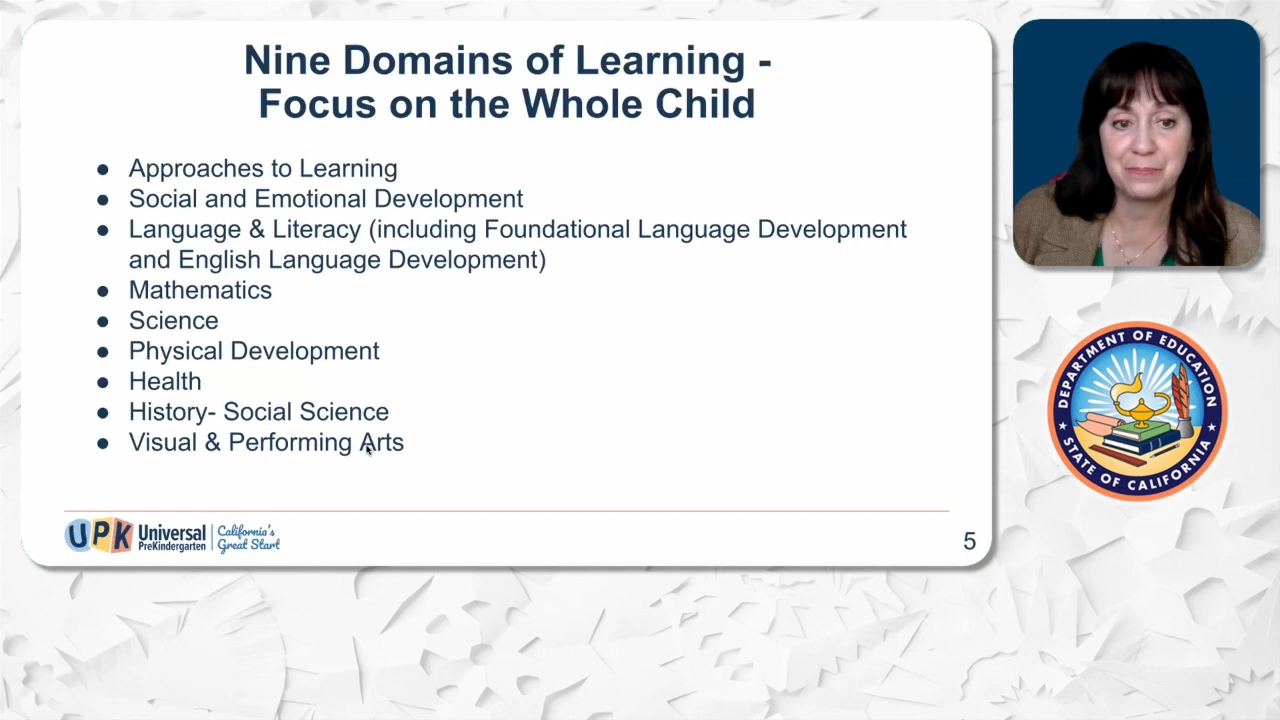 Nine Domains of Learning -
Focus on the Whole Child
● Approaches to Learning
● Social and Emotional Development
● Language & Literacy (including Foundational Language Development
and English Language Development)
● Mathematics
● Science
● Physical Development
● Health
● History- Social Science
● Visual & Performing Arts
UPK Universal PreKindergarten | California's Great Start
5
DEPARTMENT OF EDUCATION
STATE OF CALIFORNIA